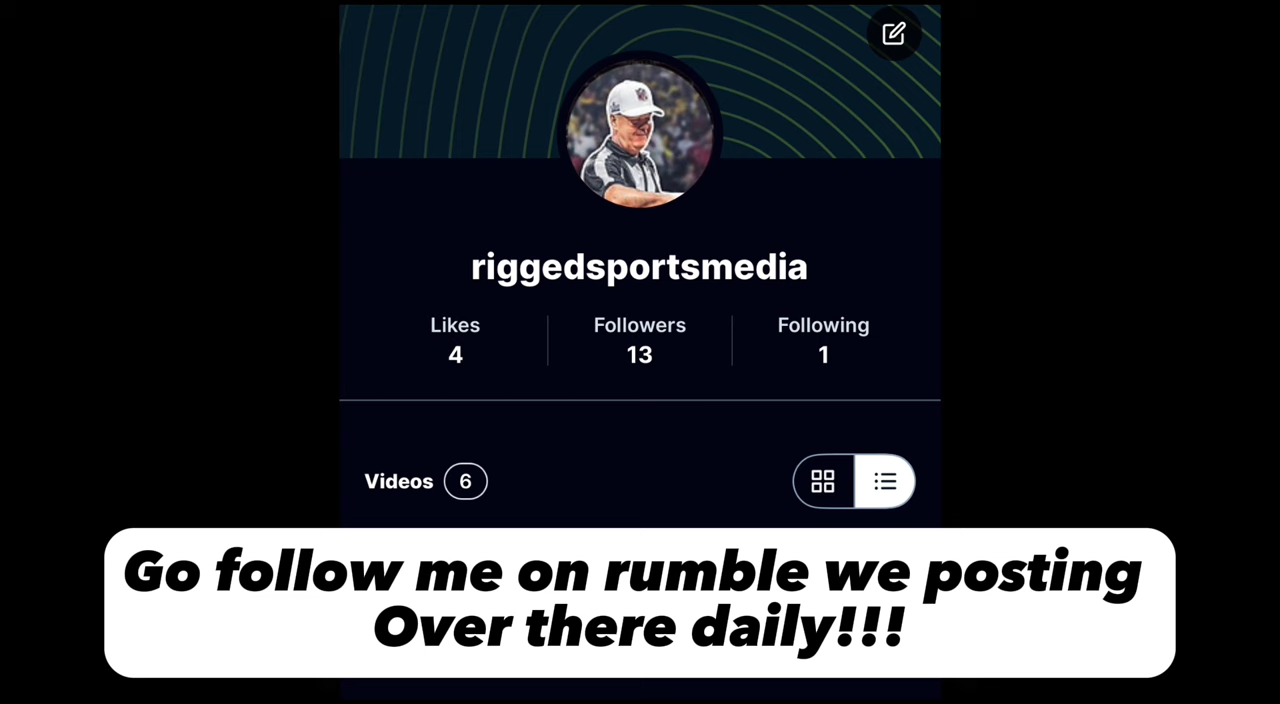 riggedsportsmedia
Likes Followers Following
4 13 1
Videos 6
Go follow me on rumble we posting
Over there daily!!!